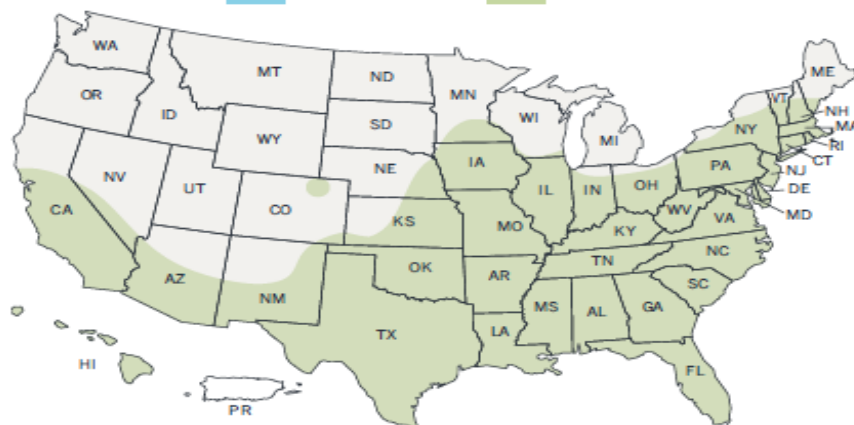 WA
MT
ND
MN
ME
OR
ID
SD
WI
VT
NH
MA
WY
MI
NY
RI
CT
NE
IA
PA
NJ
NV
UT
IL
IN
OH
DE
CO
MD
CA
KS
MO
WV
VA
KY
NC
TN
AZ
NM
OK
AR
SC
MS
AL
GA
TX
LA
HI
FL
PR